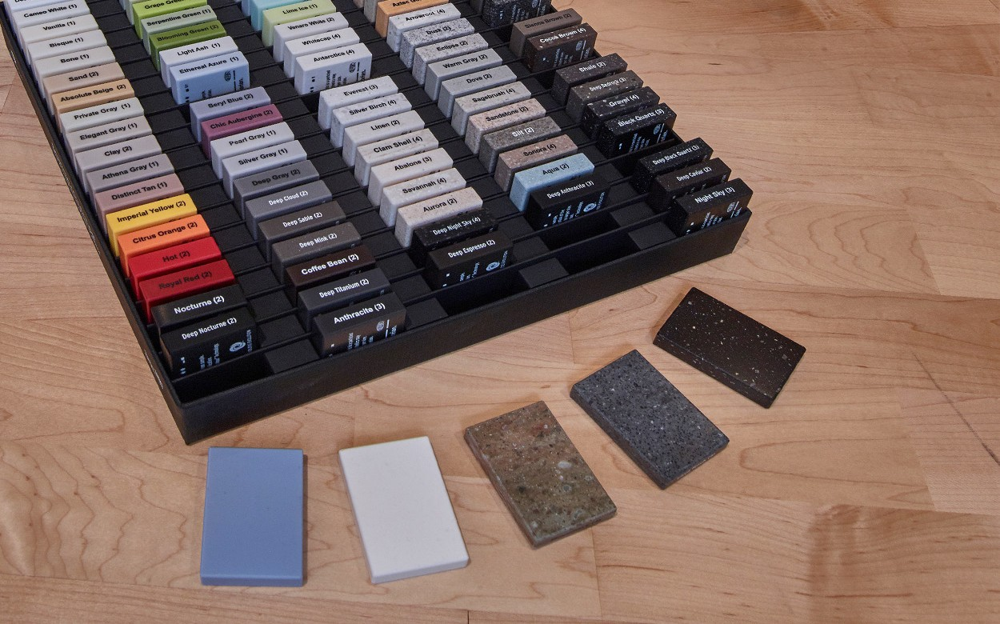 Cameo White (1)
Vanilla (1)
Bisque (1)
Bone (1)
Sand (2)
Absolute Beige (2)
Private Gray (1)
Elegant Gray (1)
Clay (2)
Athena Gray (1)
Distinct Tan (1)
Imperial Yellow (2)
Citrus Orange (2)
Hot (2)
Royal Red (2)
Nocturne (2)
Deep Nocturne (2)
Grape Green
Serpentine Green (1)
Blooming Green (2)
Light Ash (1)
Ethereal Azure (1)
Beryl Blue (2)
Chic Aubergine (2)
Pearl Gray (1)
Silver Gray (1)
Deep Gray (2)
Deep Cloud (2)
Deep Sable (2)
Deep Mink (2)
Coffee Bean (2)
Deep Titanium (2)
Anthracite (3)
Lime Ice (1)
Venaro White (2)
Whitecap (4)
Antarctica (4)
Everest (3)
Silver Birch (4)
Linen (2)
Clam Shell (4)
Abalone (3)
Savannah (4)
Aurora (2)
Deep Night Sky (4)
Deep Espresso (2)
Aztec
Arrowroot (4)
Dusk (2)
Eclipse (2)
Warm Gray (2)
Dove (2)
Sagebrush (4)
Sandstone (2)
Silt (2)
Sonora (4)
Aqua (2)
Deep Anthracite (3)
Sienna Brown (2)
Cocoa Brown (4)
Shale (2)
Deep Bedrock (3)
Gravel (4)
Black Quartz (3)
Deep Black Quartz (3)
Deep Caviar (2)
Night Sky (3)